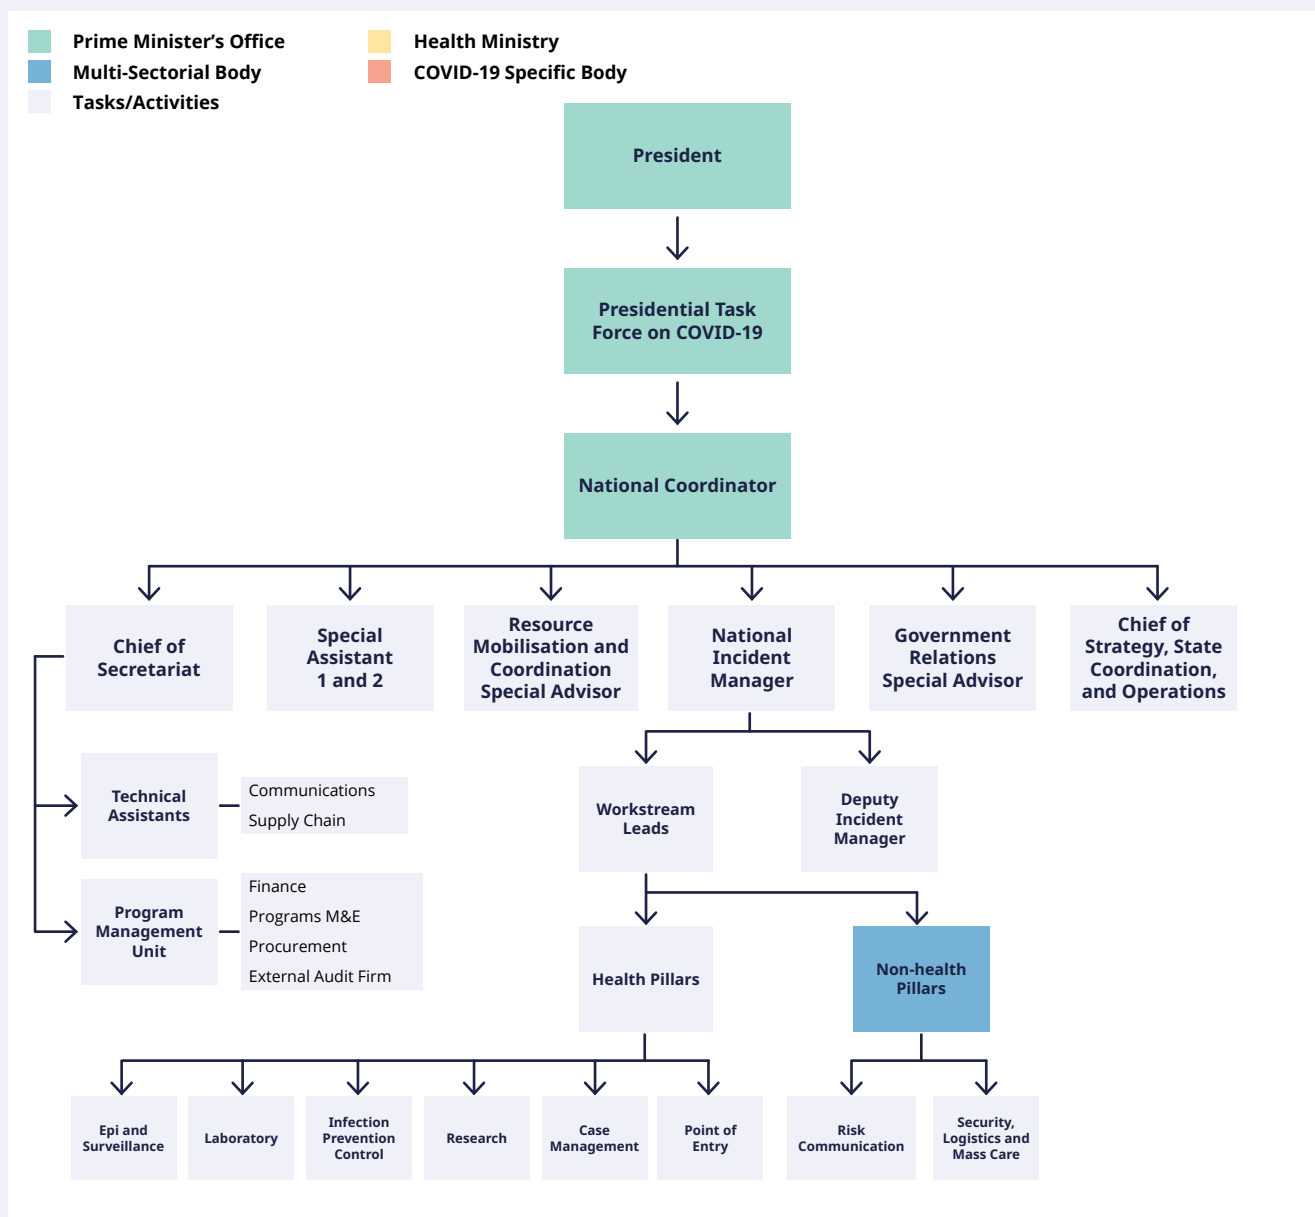 Prime Minister’s Office
Health Ministry
Multi-Sectorial Body
COVID-19 Specific Body
Tasks/Activities
President
Presidential Task
Force on COVID-19
National Coordinator
Chief of
Secretariat
Special
Assistant
1 and 2
Resource
Mobilisation and
Coordination
Special Advisor
National
Incident
Manager
Government
Relations
Special Advisor
Chief of
Strategy, State
Coordination,
and Operations
Technical
Assistants
Communications
Supply Chain
Workstream
Leads
Deputy
Incident
Manager
Program
Management
Unit
Finance
Programs M&E
Procurement
External Audit Firm
Health Pillars
Non-health
Pillars
Epi and
Surveillance
Laboratory
Infection
Prevention
Control
Research
Case
Management
Point of
Entry
Risk
Communication
Security,
Logistics and
Mass Care